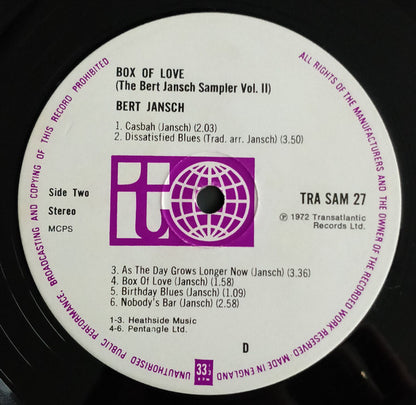 BOX OF LOVE
(The Bert Jansch Sampler Vol. II)
BERT JANSCH
1. Casbah (Jansch) (2.03)
2. Dissatisfied Blues (Trad. arr. Jansch) (3.50)
it
Side Two
Stereo
MCPS
TRA SAM 27
℗ 1972 Transatlantic
Records Ltd.
3. As The Day Grows Longer Now (Jansch) (3.36)
4. Box Of Love (Jansch) (1.58)
5. Birthday Blues (Jansch) (1.09)
6. Nobody's Bar (Jansch) (2.58)
1-3. Heathside Music
4-6. Pentangle Ltd.
D
33⅓
RPM
ALL RIGHTS OF THE MANUFACTURERS AND THE OWNER OF THE RECORDED WORK RESERVED-MADE IN ENGLAND
UNAUTHORISED PUBLIC PERFORMANCE, BROADCASTING AND COPYING OF THIS RECORD PROHIBITED